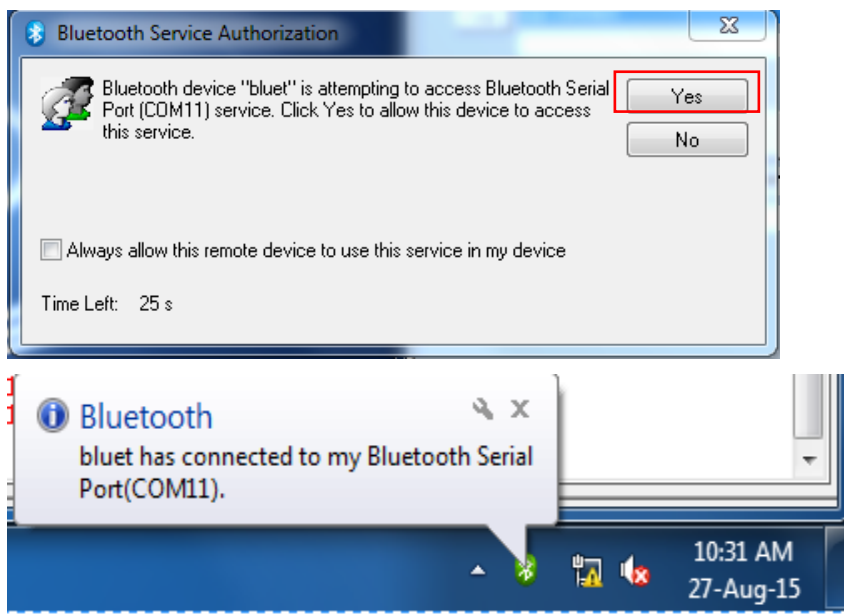 Bluetooth Service Authorization
Bluetooth device "bluet" is attempting to access Bluetooth Serial
Port (COM11) service. Click Yes to allow this device to access
this service.
Yes
No
Always allow this remote device to use this service in my device
Time Left: 25 s
Bluetooth
bluet has connected to my Bluetooth Serial
Port(COM11).
10:31 AM
27-Aug-15